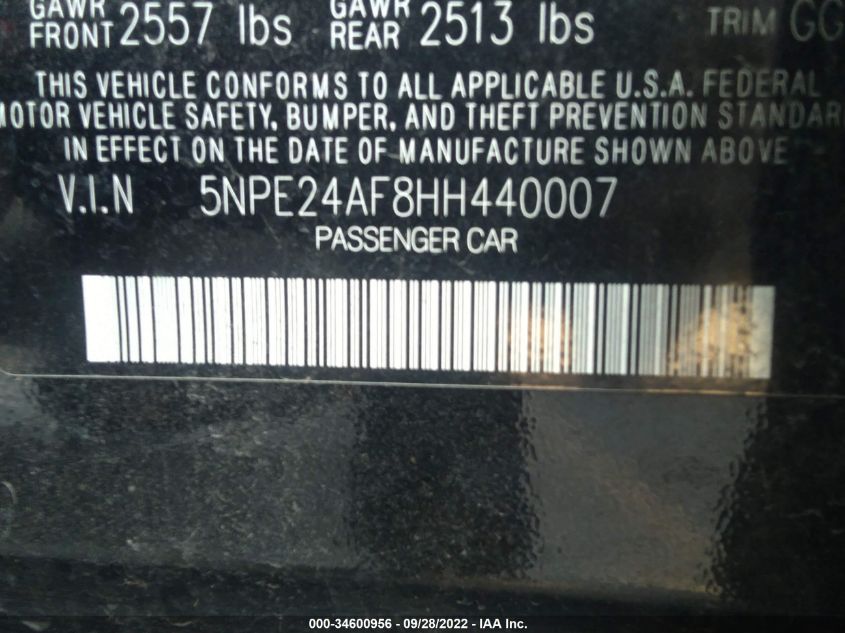 GAWR FRONT 2557 lbs GAWR REAR 2513 lbs TRIM GG
THIS VEHICLE CONFORMS TO ALL APPLICABLE U.S.A. FEDERAL
MOTOR VEHICLE SAFETY, BUMPER, AND THEFT PREVENTION STANDAR
IN EFFECT ON THE DATE OF MANUFACTURE SHOWN ABOVE
V.I.N 5NPE24AF8HH440007
PASSENGER CAR
000-34600956 - 09/28/2022 - IAA Inc.